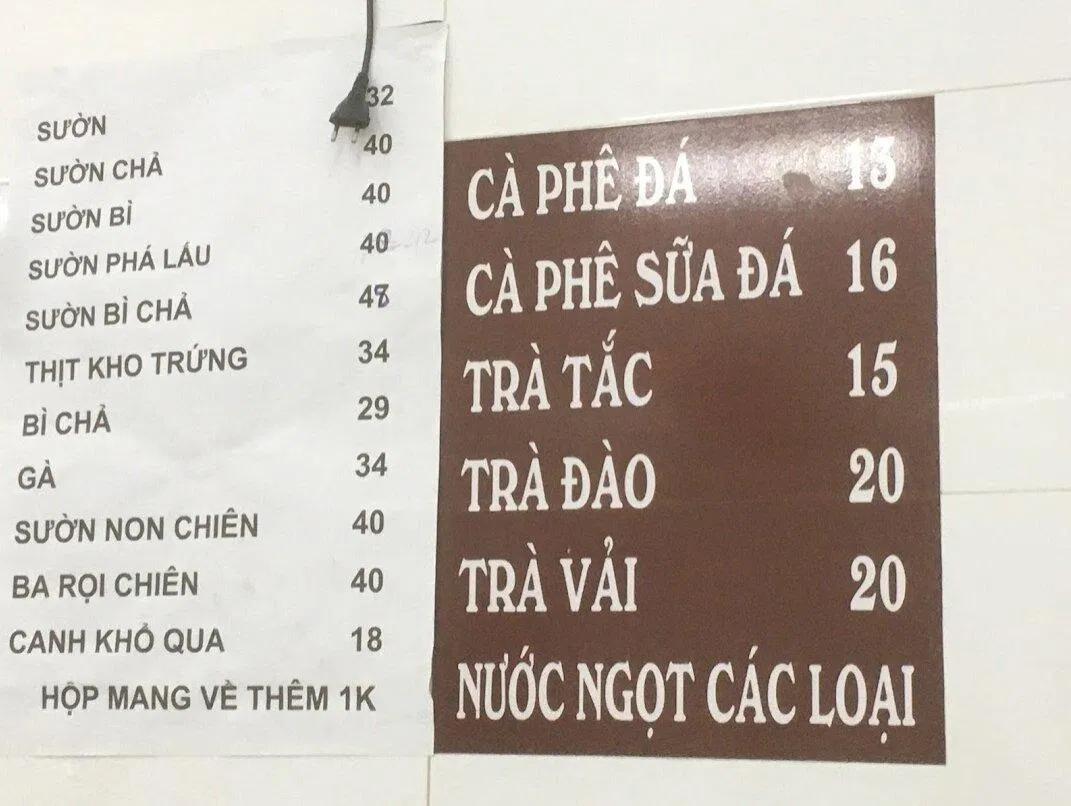 SƯỜN 32
SƯỜN CHẢ 40
SƯỜN BÌ 40
SƯỜN PHÁ LÁU 40
SƯỜN BÌ CHẢ 48
THỊT KHO TRỨNG 34
BÌ CHẢ 29
GÀ 34
SƯỜN NON CHIÊN 40
BA RỌI CHIÊN 40
CANH KHỔ QUA 18
HỘP MANG VỀ THÊM 1K
CÀ PHÊ ĐÁ
CÀ PHÊ SỮA ĐÁ 16
TRÀ TẮC 15
TRÀ ĐÀO 20
TRÀ VẢI 20
NƯỚC NGỌT CÁC LOẠI